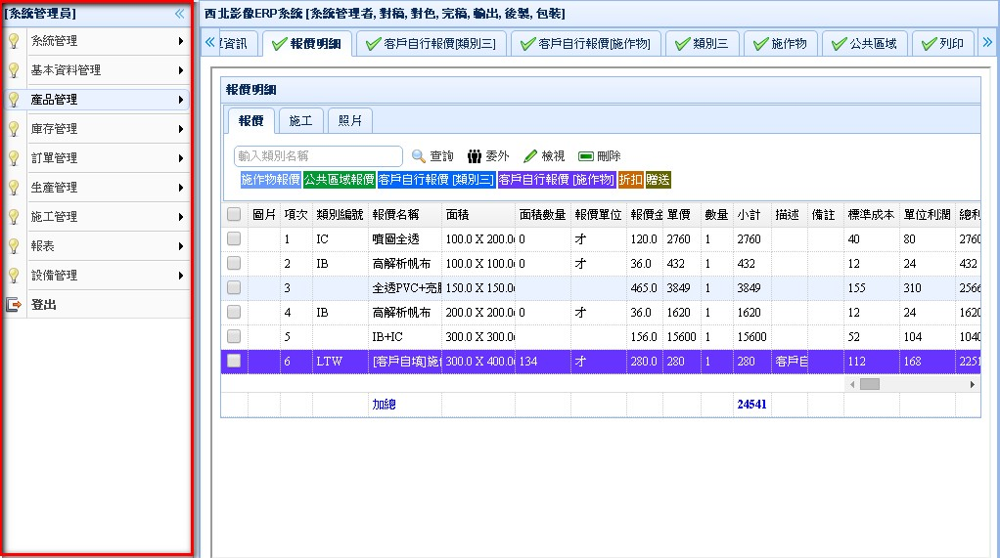 [系統管理員]
系統管理
基本資料管理
產品管理
庫存管理
訂單管理
生產管理
施工管理
報表
設備管理
登出
西北影像ERP系統 [系統管理者, 對稿, 對色, 完稿, 輸出, 後製, 包裝]
資訊 報價明細 客戶自行報價[類別三] 客戶自行報價[施作物] 類別三 施作物 公共區域 列印
報價明細
報價 施工 照片
輸入類別名稱 查詢 委外 檢視 刪除
施作物報價 公共區域報價 客戶自行報價 [類別三] 客戶自行報價 [施作物] 折扣 贈送
圖片 項次 類別編號 報價名稱 面積 面積數量 報價單位 報價金 單價 數量 小計 描述 備註 標準成本 單位利潤 總利
1 IC 噴圖全透 100.0 X 200.0 0 才 120.0 2760 1 2760 40 80 2760
2 IB 高解析帆布 100.0 X 100.0 0 才 36.0 432 1 432 12 24 432
3 全透PVC+亮膜 150.0 X 150.0 465.0 3849 1 3849 155 310 2566
4 IB 高解析帆布 200.0 X 200.0 0 才 36.0 1620 1 1620 12 24 1620
5 IB+IC 300.0 X 300.0 156.0 15600 1 15600 52 104 1040
6 LTW [客戶自填]施 300.0 X 400.0 134 才 280.0 280 1 280 客戶自 112 168 2251
加總 24541